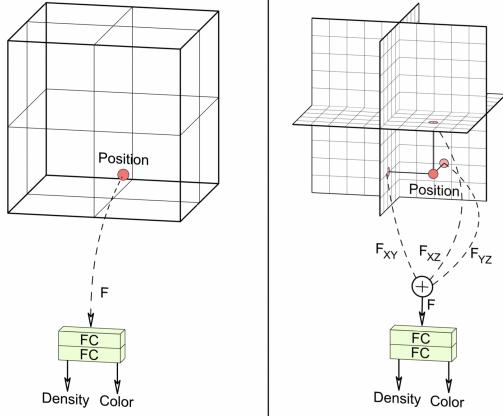 Position
F
FC
FC
Density Color
Position
F_XY F_XZ F_YZ
+
F
FC
FC
Density Color